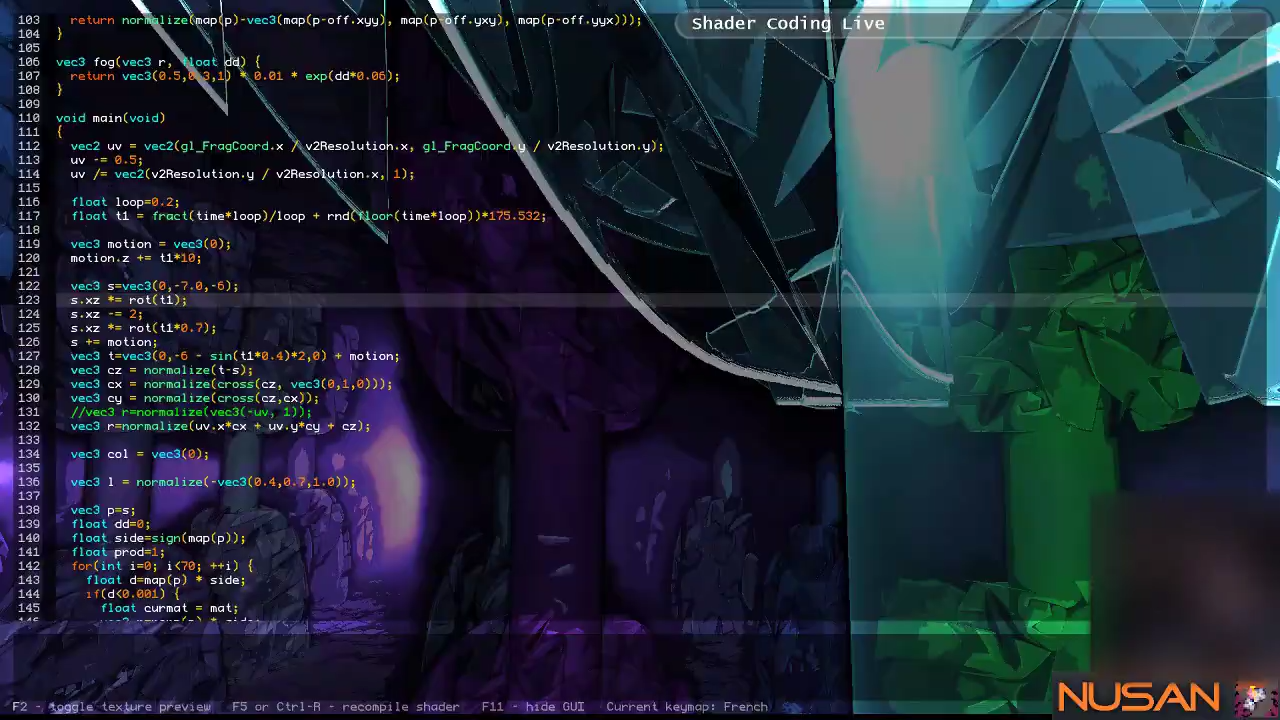 Shader Coding Live
103 return normalize(map(p)-vec3(map(p-off.xyy), map(p-off.yxy), map(p-off.yyx)));
104 }
105
106 vec3 fog(vec3 r, float dd) {
107 return vec3(0.5,0.3,1) * 0.01 * exp(dd*0.06);
108 }
109
110 void main(void)
111 {
112 vec2 uv = vec2(gl_FragCoord.x / v2Resolution.x, gl_FragCoord.y / v2Resolution.y);
113 uv -= 0.5;
114 uv /= vec2(v2Resolution.y / v2Resolution.x, 1);
115
116 float loop=0.2;
117 float t1 = fract(time*loop)/loop + rnd(floor(time*loop))*175.532;
118
119 vec3 motion = vec3(0);
120 motion.z += t1*10;
121
122 vec3 s=vec3(0,-7.0,-6);
123 s.xz *= rot(t1);
124 s.xz -= 2;
125 s.xz *= rot(t1*0.7);
126 s += motion;
127 vec3 t=vec3(0,-6 - sin(t1*0.4)*2,0) + motion;
128 vec3 cz = normalize(t-s);
129 vec3 cx = normalize(cross(cz, vec3(0,1,0)));
130 vec3 cy = normalize(cross(cz,cx));
131 //vec3 r=normalize(vec3(-uv, 1));
132 vec3 r=normalize(uv.x*cx + uv.y*cy + cz);
133
134 vec3 col = vec3(0);
135
136 vec3 l = normalize(-vec3(0.4,0.7,1.0));
137
138 vec3 p=s;
139 float dd=0;
140 float side=sign(map(p));
141 float prod=1;
142 for(int i=0; i<70; ++i) {
143 float d=map(p) * side;
144 if(d<0.001) {
145 float curmat = mat;
F2 - toggle texture preview F5 or Ctrl-R - recompile shader F11 - hide GUI Current keymap: French
NUSAN